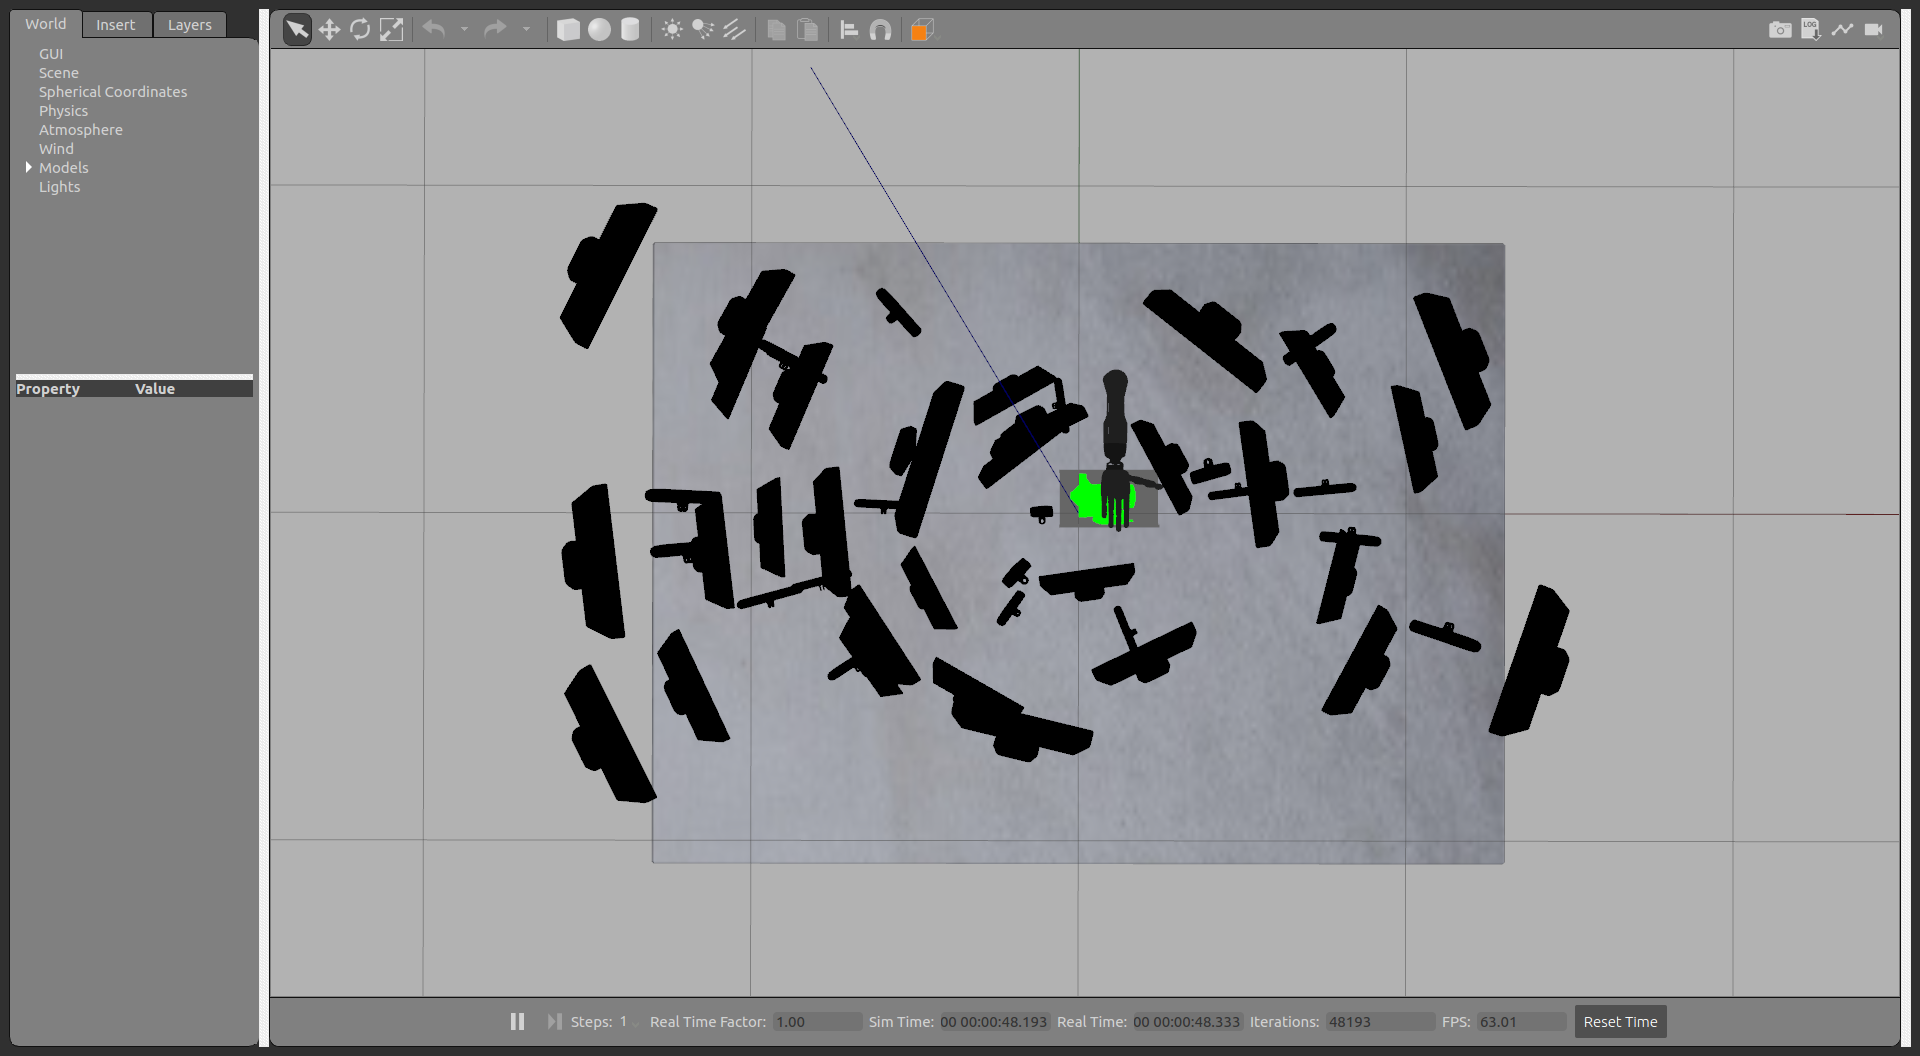 World Insert Layers
GUI
Scene
Spherical Coordinates
Physics
Atmosphere
Wind
Models
Lights
Property Value
LOG
Steps: 1 Real Time Factor: 1.00 Sim Time: 00 00:00:48.193 Real Time: 00 00:00:48.333 Iterations: 48193 FPS: 63.01 Reset Time